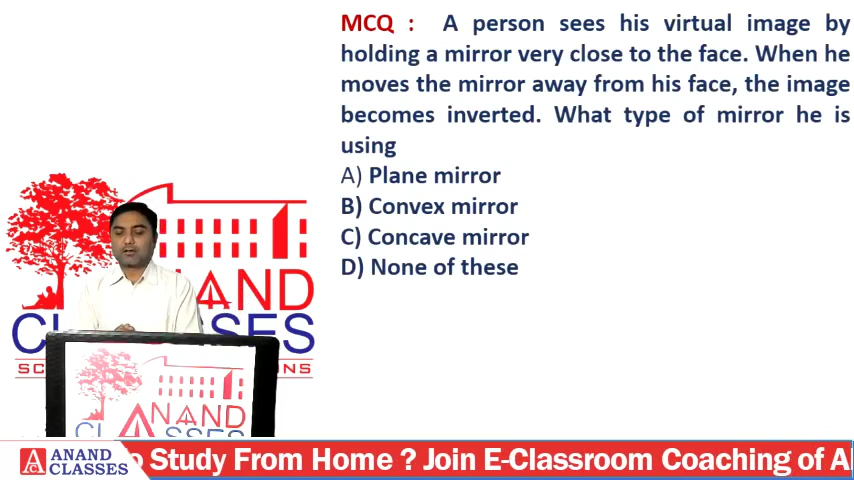 MCQ : A person sees his virtual image by
holding a mirror very close to the face. When he
moves the mirror away from his face, the image
becomes inverted. What type of mirror he is
using
A) Plane mirror
B) Convex mirror
C) Concave mirror
D) None of these
ANAND
CLASSES
ANAND
CLASSES
ANAND
CLASSES
Study From Home ? Join E-Classroom Coaching of A